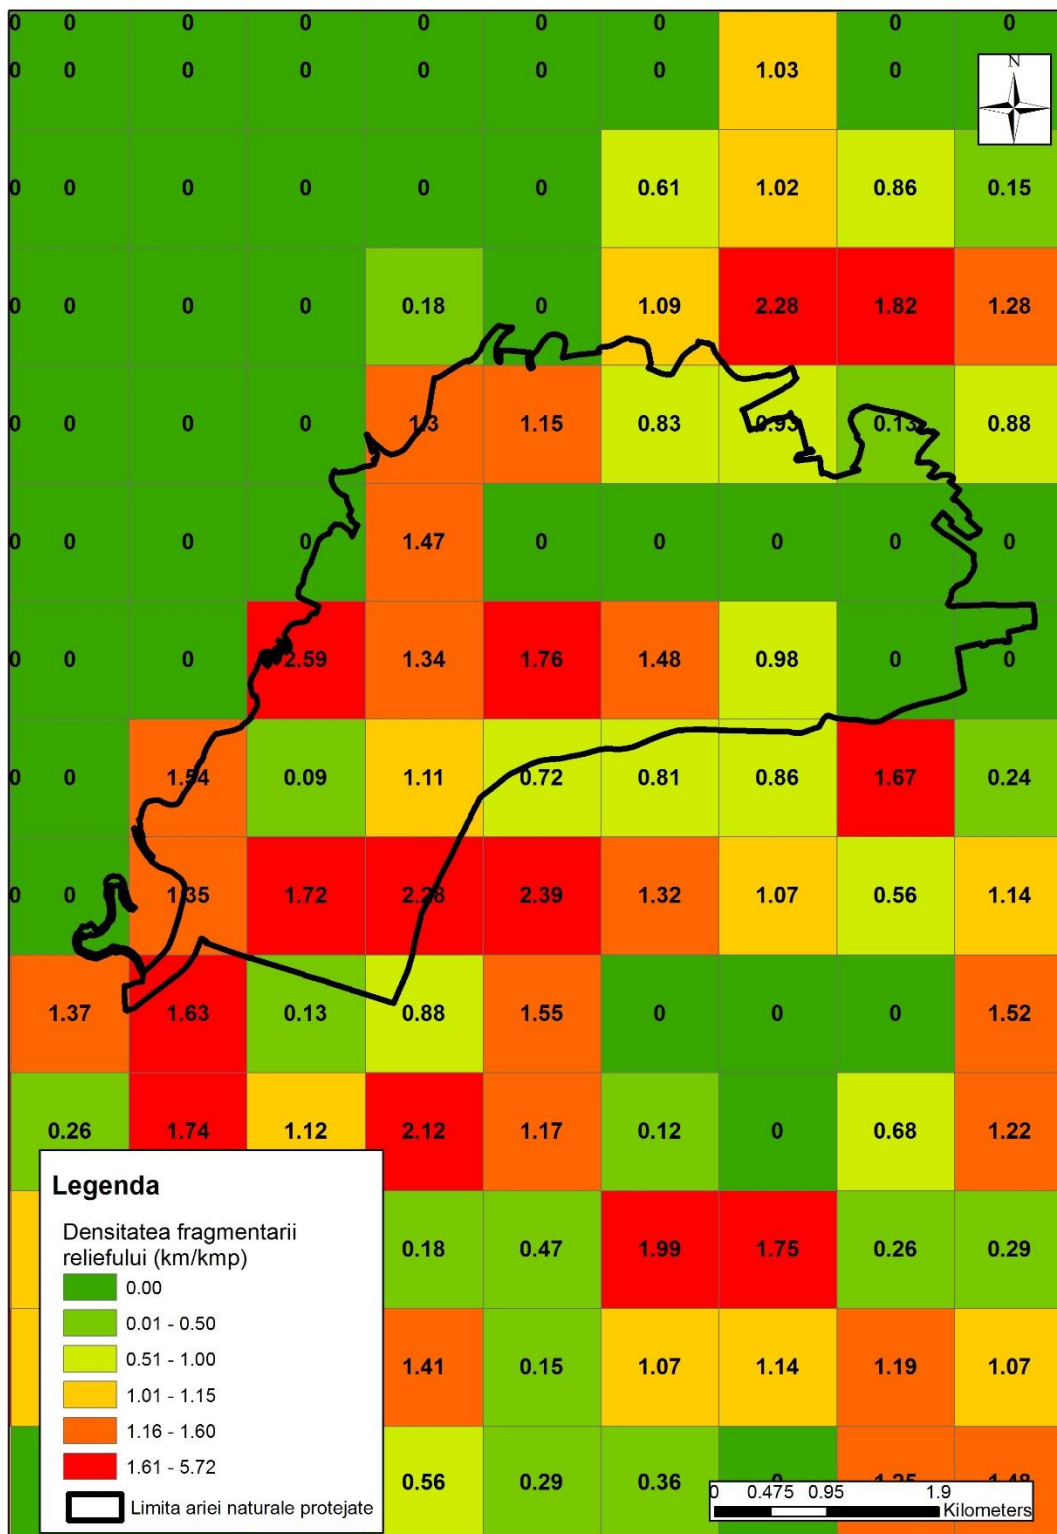 0 0 0 0 0 0 0 0 0
0 0 0 0 0 0 0 1.03 0
N
0 0 0 0 0 0 0.61 1.02 0.86 0.15
0 0 0 0 0.18 0 1.09 2.28 1.82 1.28
0 0 0 0 1.3 1.15 0.83 0.93 0.13 0.88
0 0 0 0 1.47 0 0 0 0 0
0 0 0 2.59 1.34 1.76 1.48 0.98 0 0
0 0 1.54 0.09 1.11 0.72 0.81 0.86 1.67 0.24
0 0 1.35 1.72 2.28 2.39 1.32 1.07 0.56 1.14
1.37 1.63 0.13 0.88 1.55 0 0 0 1.52
0.26 1.74 1.12 2.12 1.17 0.12 0 0.68 1.22
0.18 0.47 1.99 1.75 0.26 0.29
1.41 0.15 1.07 1.14 1.19 1.07
0.56 0.29 0.36
Legenda
Densitatea fragmentarii
reliefului (km/kmp)
0.00
0.01 - 0.50
0.51 - 1.00
1.01 - 1.15
1.16 - 1.60
1.61 - 5.72
Limita ariei naturale protejate
0 0.475 0.95 1.9
Kilometers